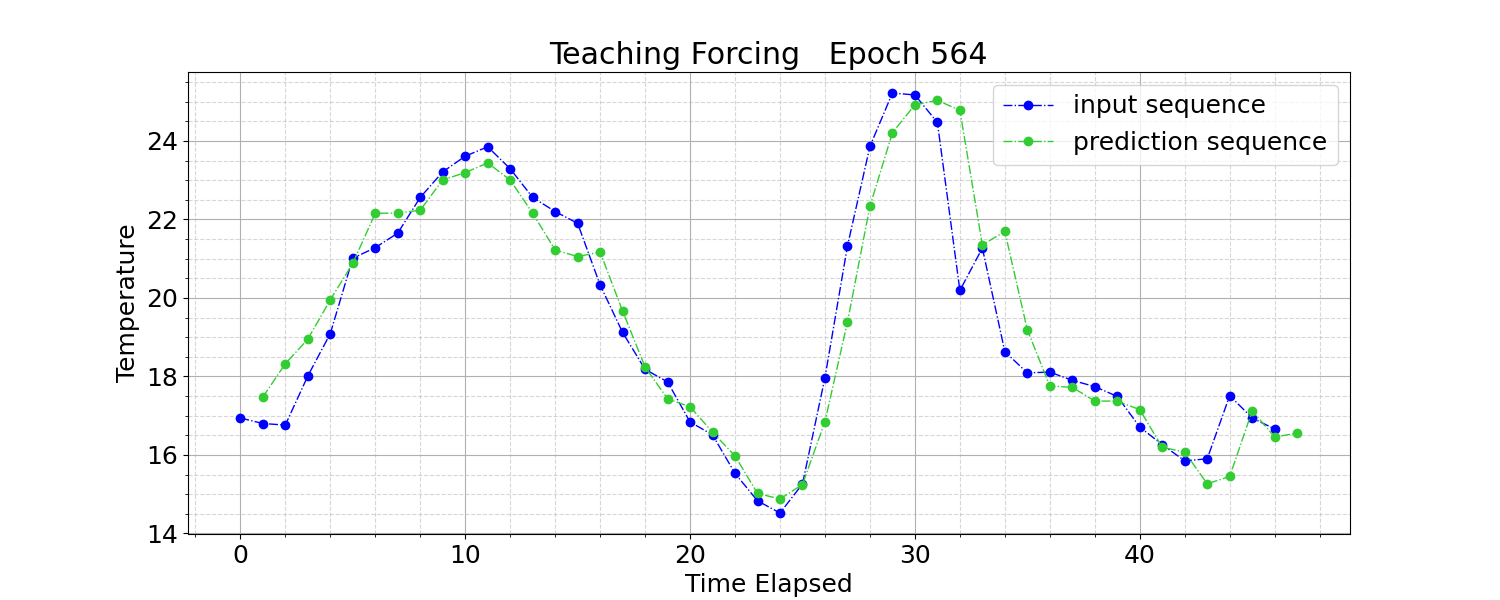 Teaching Forcing   Epoch 564
input sequence
prediction sequence
Temperature
24
22
20
18
16
14
0 10 20 30 40
Time Elapsed